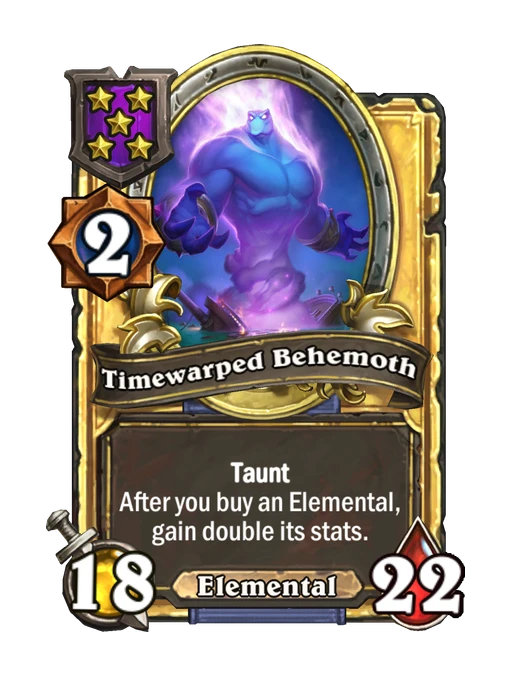 2
Timewarped Behemoth
Taunt
After you buy an Elemental,
gain double its stats.
18
Elemental
22